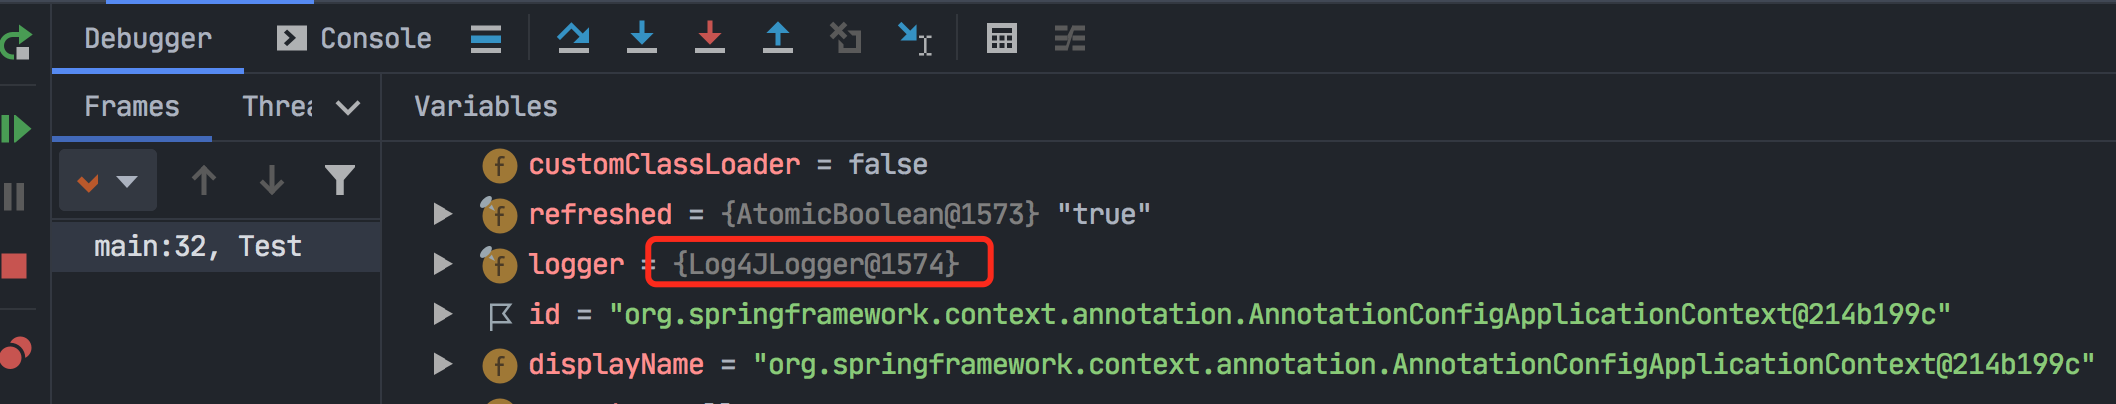 Debugger Console
Frames Threa Variables
customClassLoader = false
refreshed = {AtomicBoolean@1573} "true"
main:32, Test
logger = {Log4JLogger@1574}
id = "org.springframework.context.annotation.AnnotationConfigApplicationContext@214b199c"
displayName = "org.springframework.context.annotation.AnnotationConfigApplicationContext@214b199c"